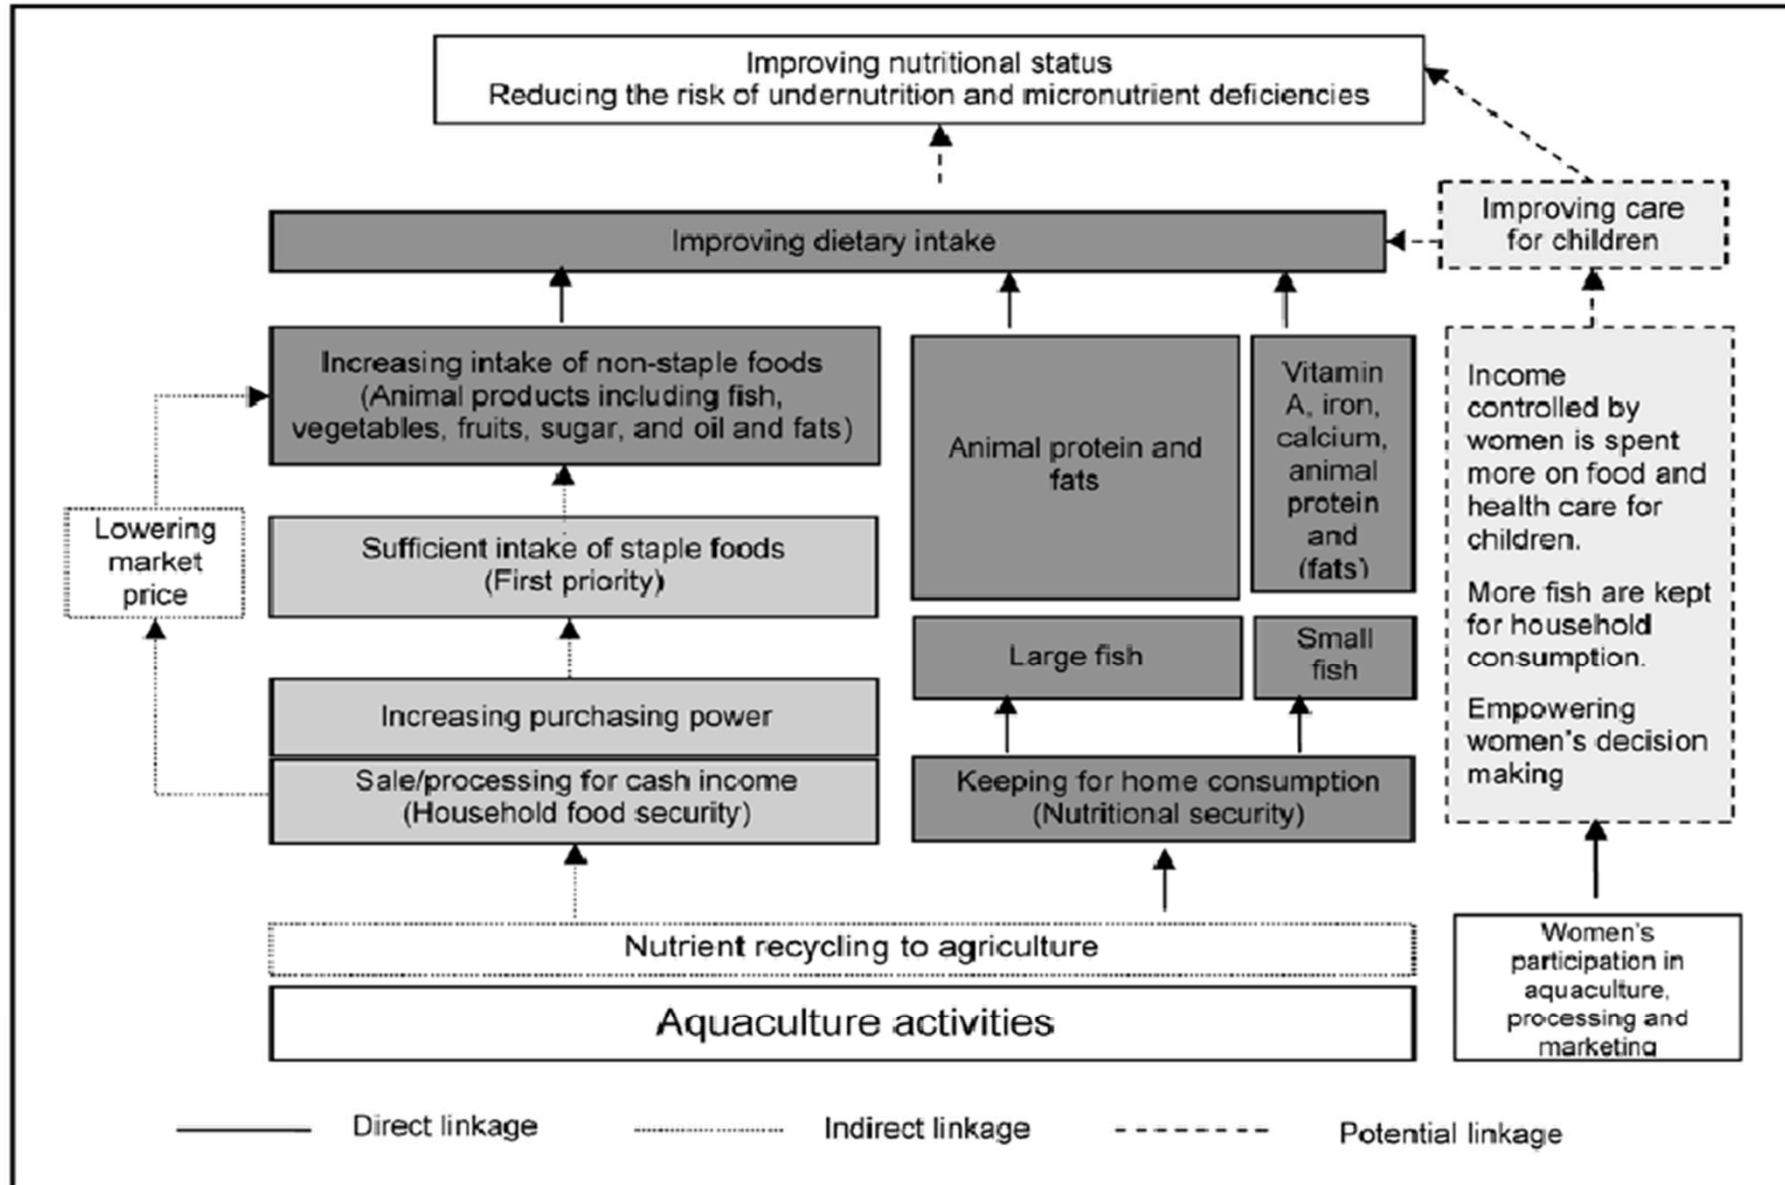 Improving nutritional status
Reducing the risk of undernutrition and micronutrient deficiencies
Improving care
for children
Improving dietary intake
Increasing intake of non-staple foods
(Animal products including fish,
vegetables, fruits, sugar, and oil and fats)
Animal protein and
fats
Vitamin
A, iron,
calcium,
animal
protein
and
(fats)
Income
controlled by
women is spent
more on food and
health care for
children.
More fish are kept
for household
consumption.
Empowering
women's decision
making
Lowering
market
price
Sufficient intake of staple foods
(First priority)
Large fish
Small
fish
Increasing purchasing power
Sale/processing for cash income
(Household food security)
Keeping for home consumption
(Nutritional security)
Nutrient recycling to agriculture
Aquaculture activities
Women's
participation in
aquaculture,
processing and
marketing
Direct linkage
Indirect linkage
Potential linkage